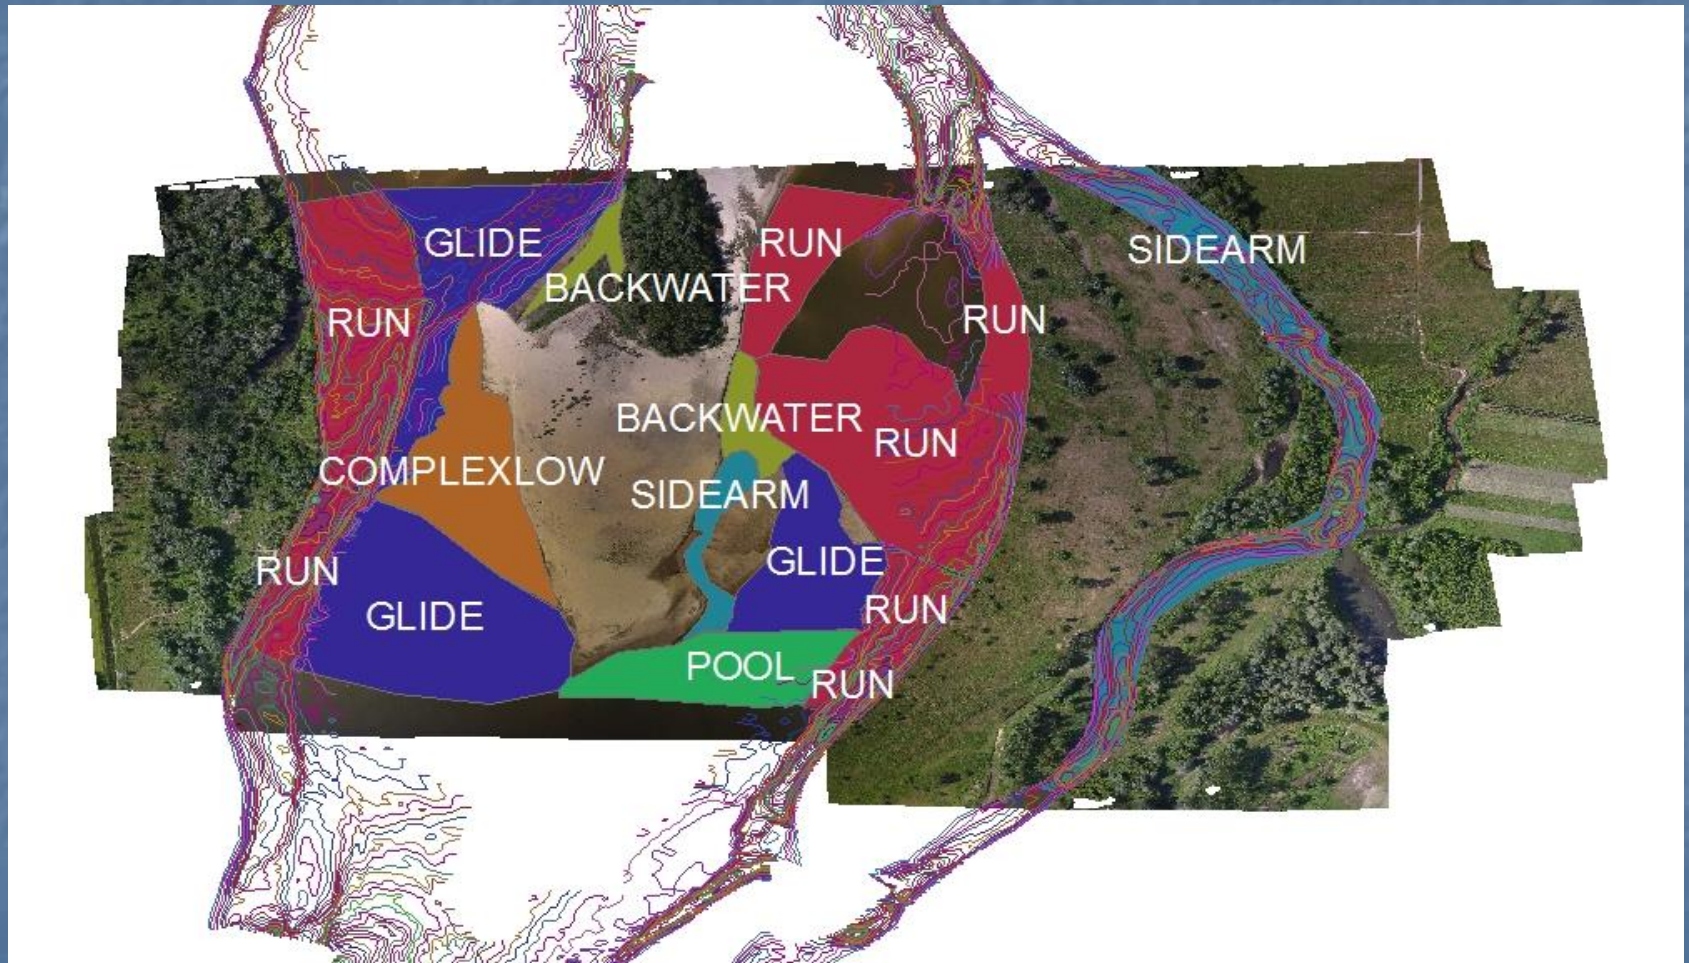 GLIDE
RUN
SIDEARM
BACKWATER
RUN
RUN
BACKWATER
RUN
COMPLEXLOW
SIDEARM
RUN
GLIDE
GLIDE
RUN
POOL
RUN